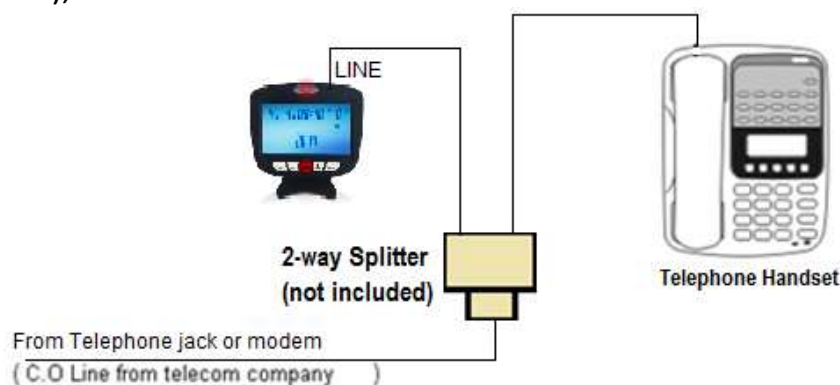 LINE
2-way Splitter
(not included)
Telephone Handset
From Telephone jack or modem
( C.O Line from telecom company )